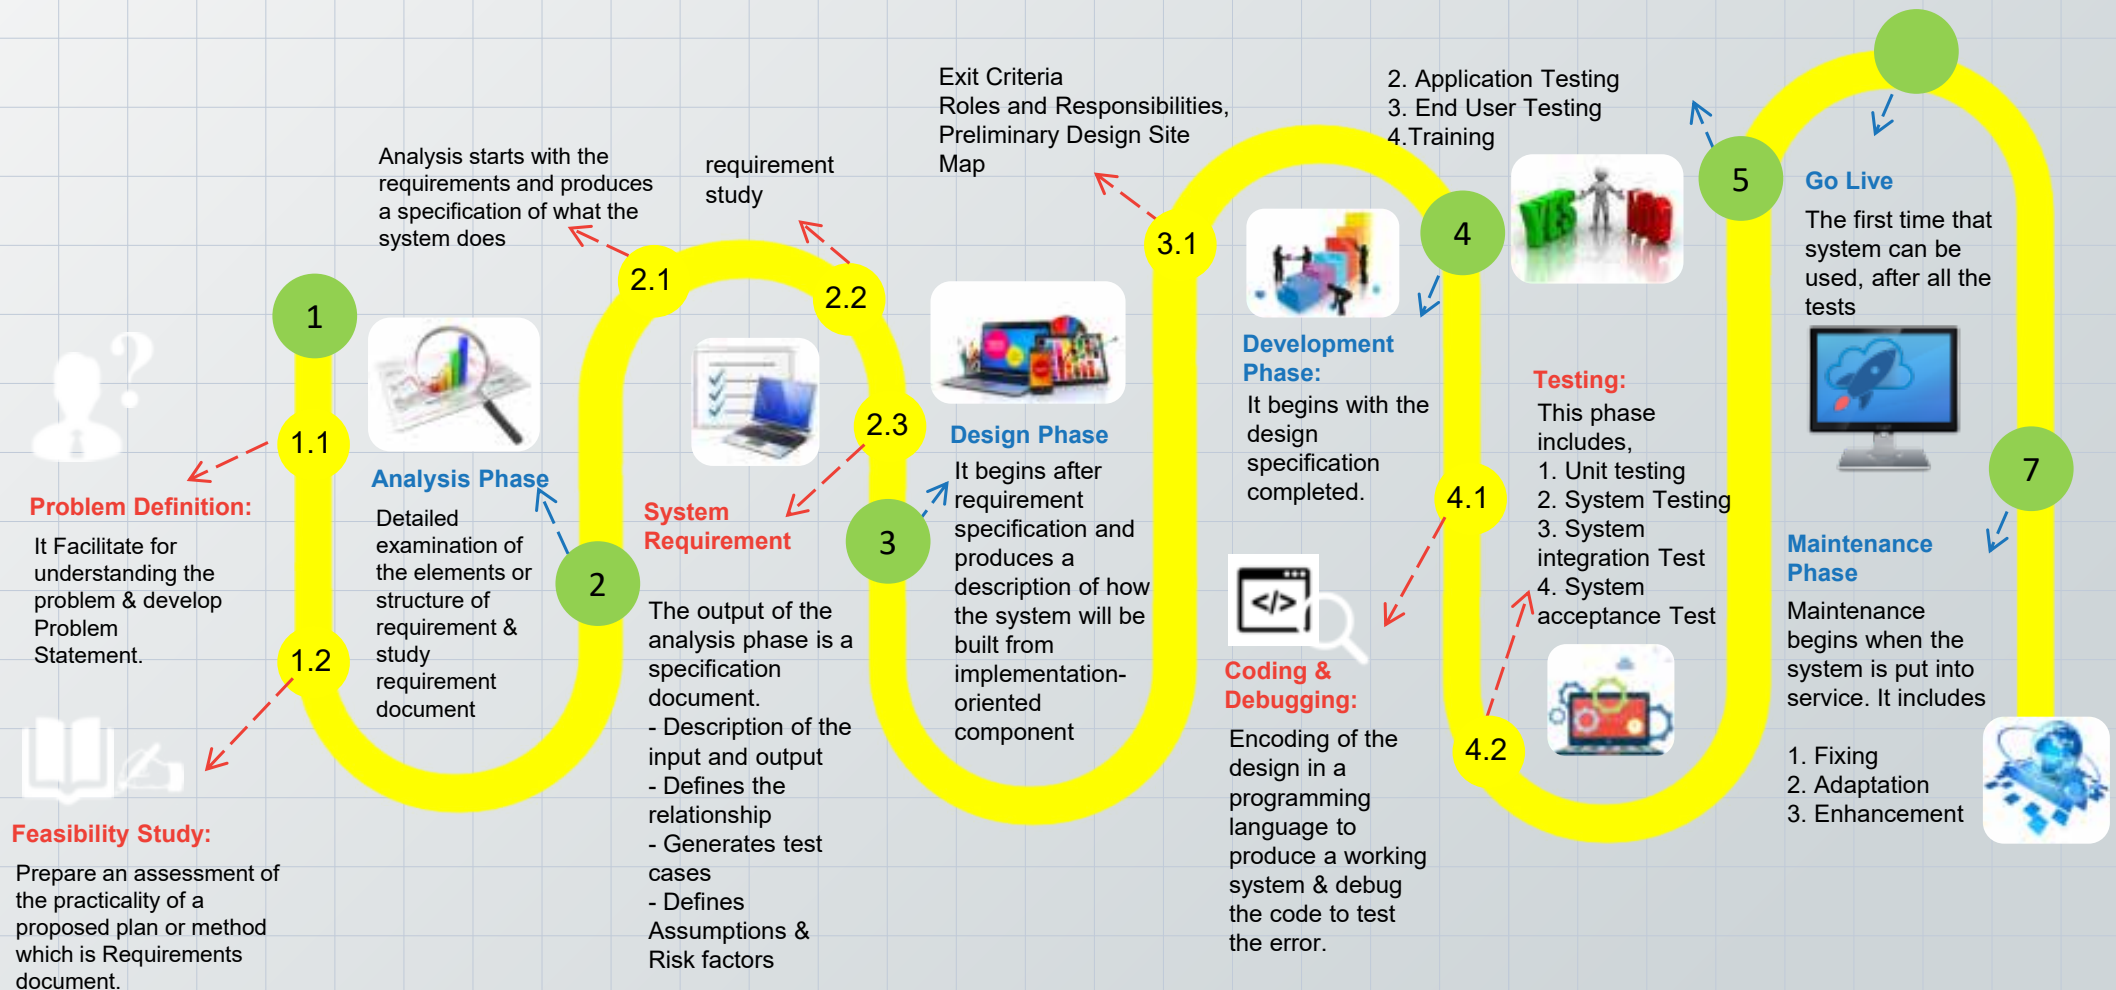 1
1.1
Problem Definition:
It Facilitate for
understanding the
problem & develop
Problem
Statement.
1.2
Feasibility Study:
Prepare an assessment of
the practicality of a
proposed plan or method
which is Requirements
document.
2
Analysis Phase
Detailed
examination of
the elements or
structure of
requirement &
study
requirement
document
2.1
Analysis starts with the
requirements and produces
a specification of what the
system does
2.2
requirement
study
2.3
System
Requirement
The output of the
analysis phase is a
specification
document.
- Description of the
input and output
- Defines the
relationship
- Generates test
cases
- Defines
Assumptions &
Risk factors
3
Design Phase
It begins after
requirement
specification and
produces a
description of how
the system will be
built from
implementation-
oriented
component
3.1
Exit Criteria
Roles and Responsibilities,
Preliminary Design Site
Map
4
Development
Phase:
It begins with the
design
specification
completed.
4.1
</>
Coding &
Debugging:
Encoding of the
design in a
programming
language to
produce a working
system & debug
the code to test
the error.
4.2
Testing:
This phase
includes,
1. Unit testing
2. System Testing
3. System
integration Test
4. System
acceptance Test
5
2. Application Testing
3. End User Testing
4.Training
YES NO
Go Live
The first time that
system can be
used, after all the
tests
7
Maintenance
Phase
Maintenance
begins when the
system is put into
service. It includes
1. Fixing
2. Adaptation
3. Enhancement